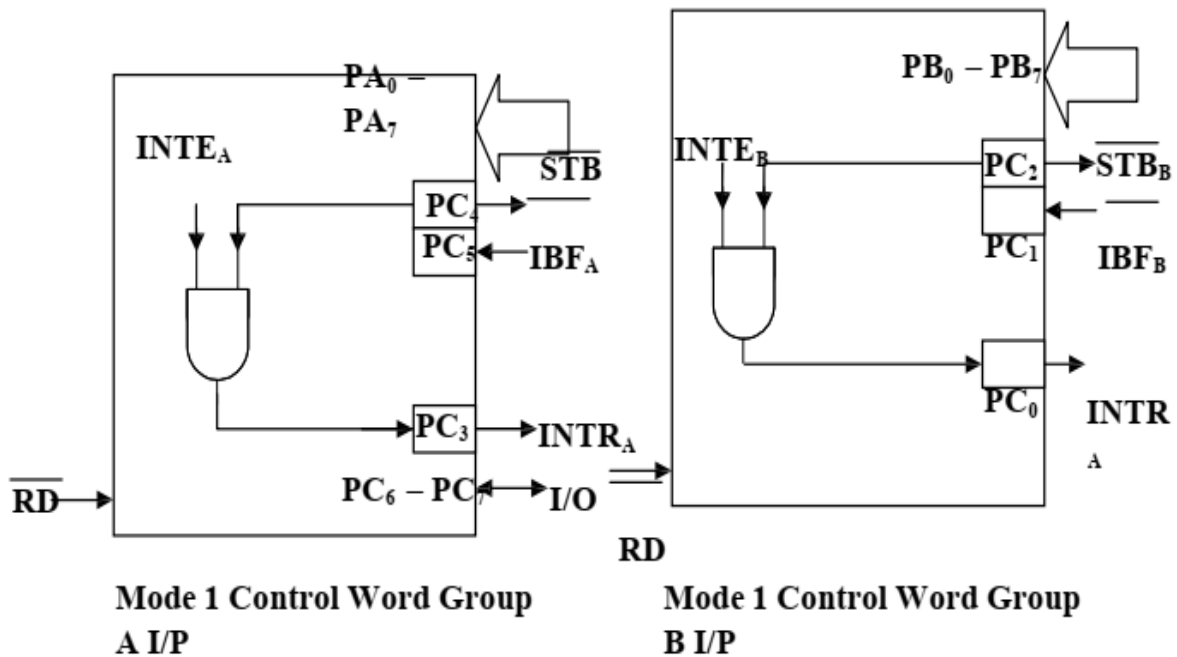 PA₀ –
PA₇
INTE_A
STB
PC₄
PC₅
IBF_A
PC₃
INTR_A
PC₆ – PC₇
I/O
RD
Mode 1 Control Word Group
A I/P
PB₀ – PB₇
INTE_B
PC₂
STB_B
PC₁
IBF_B
PC₀
INTR
A
RD
Mode 1 Control Word Group
B I/P